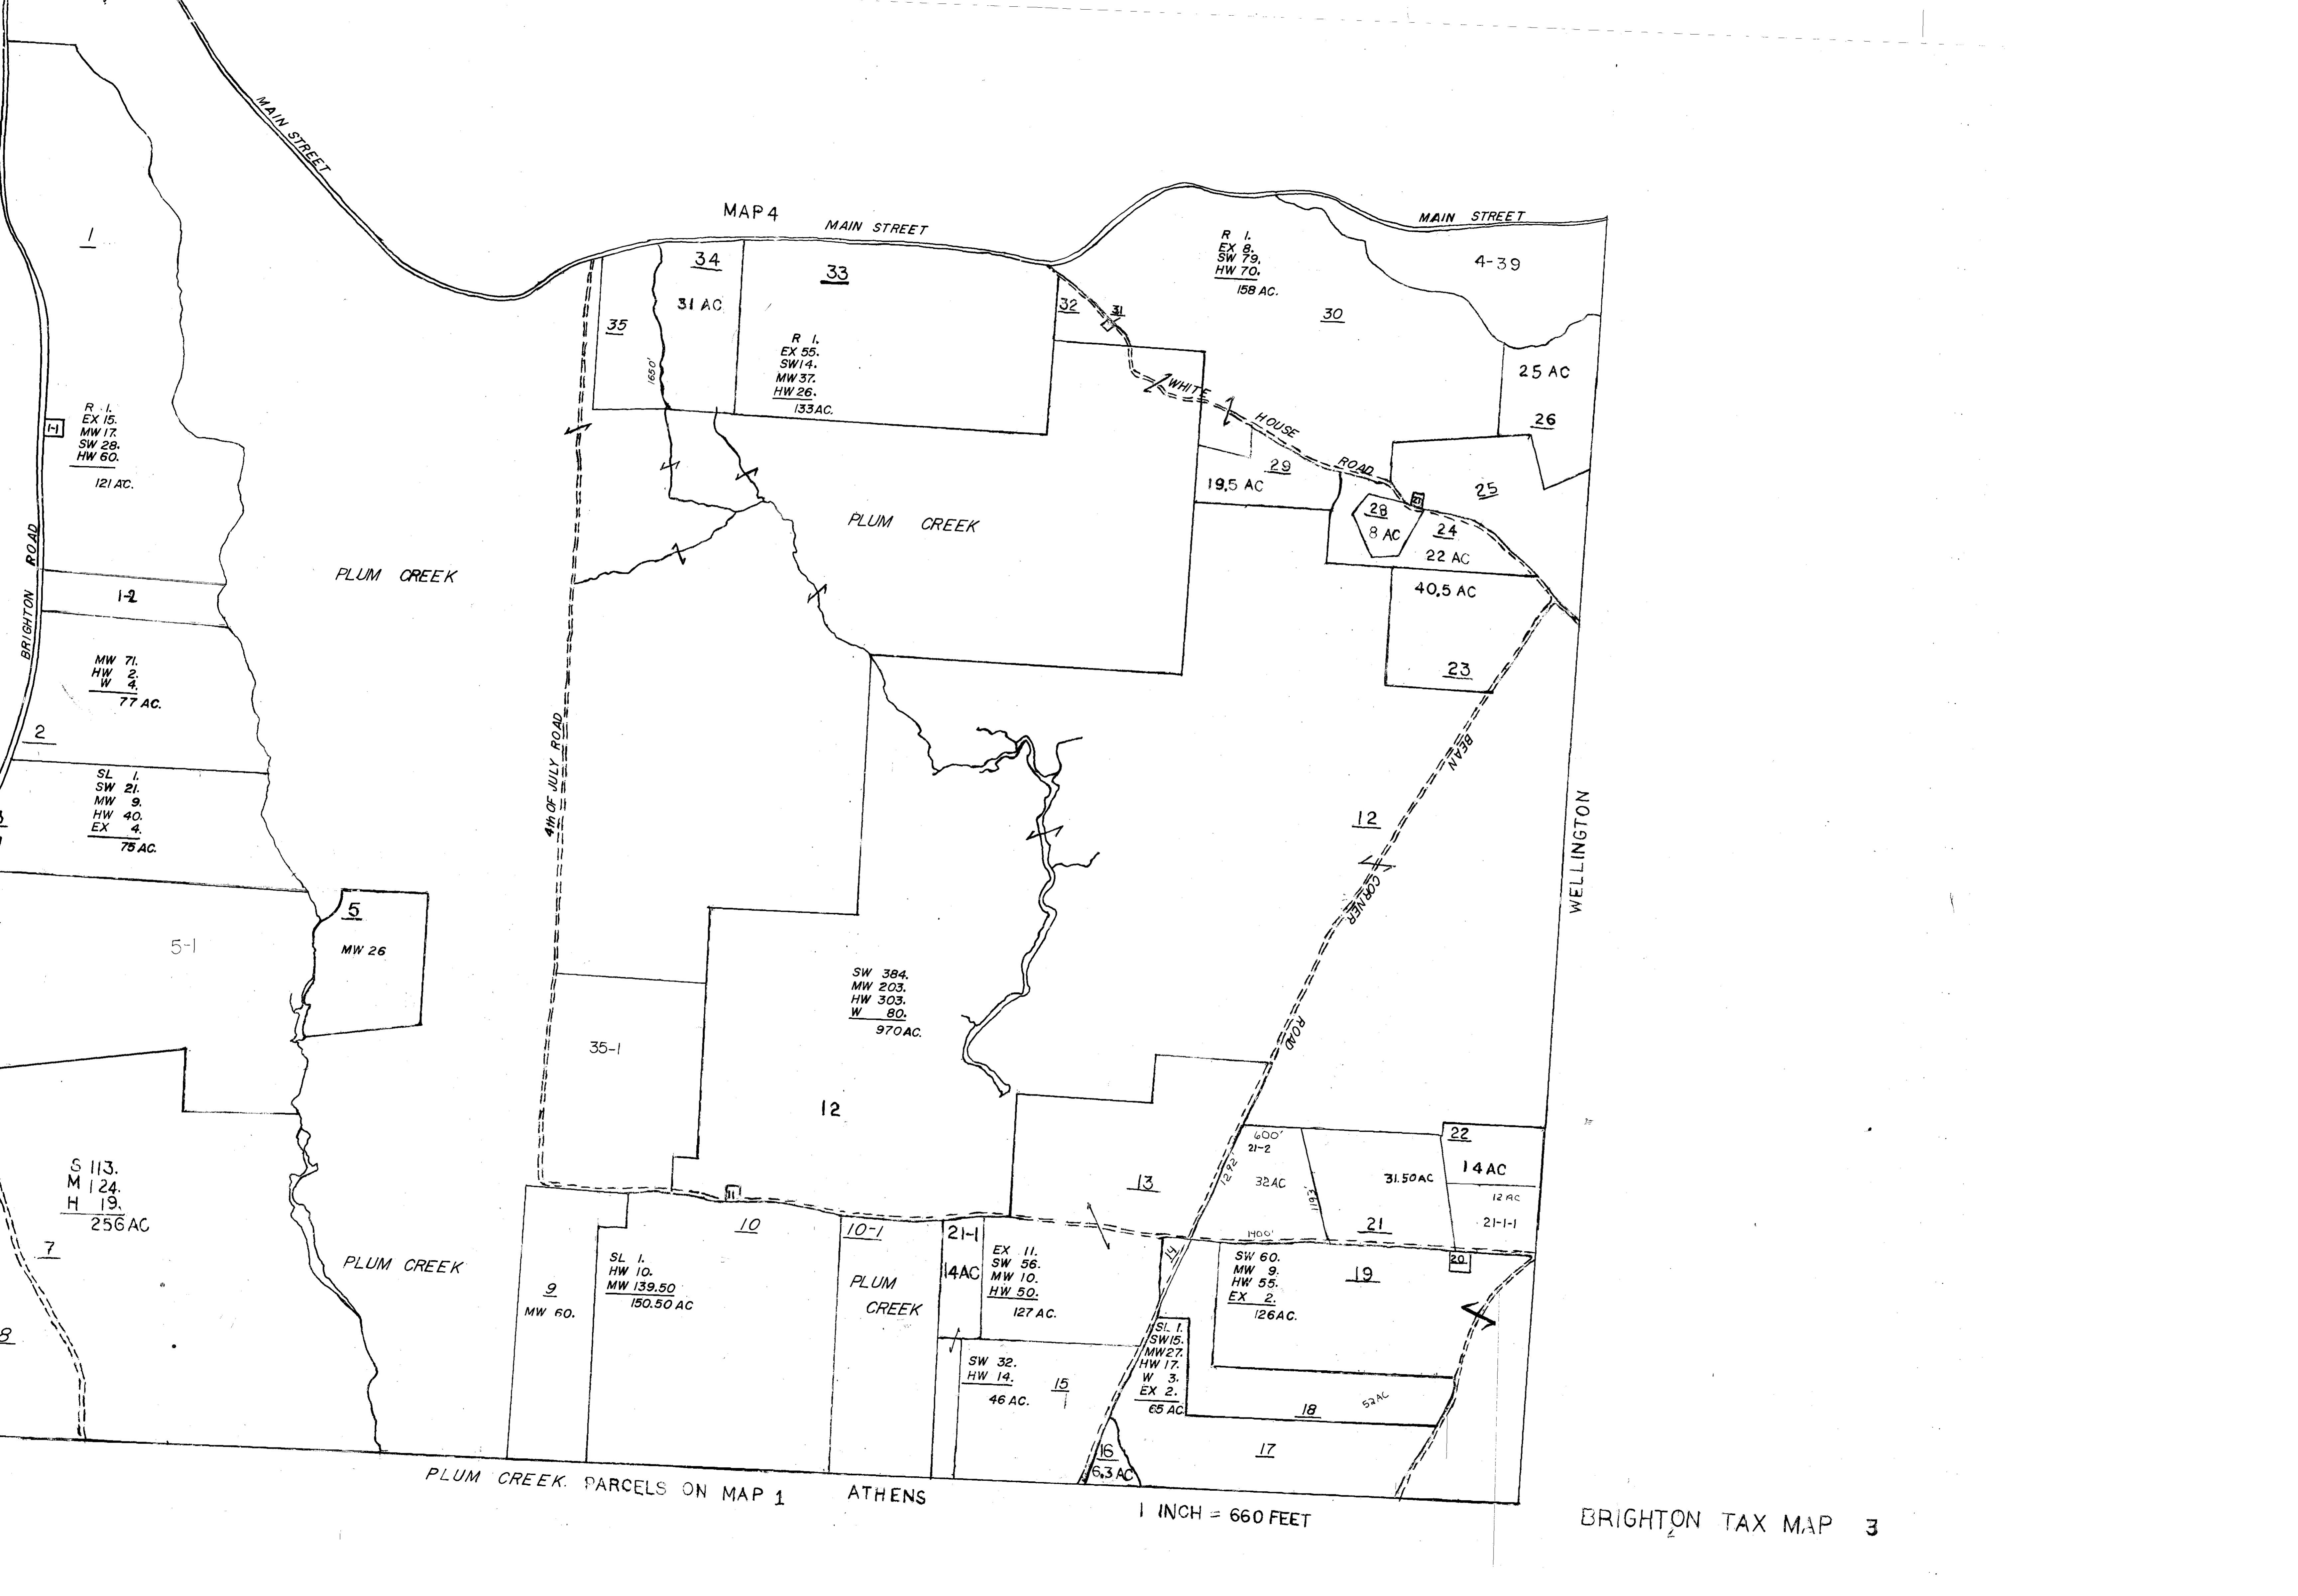 MAIN STREET
MAP 4
MAIN STREET
MAIN STREET
1
R 1.
EX 15.
MW 17.
SW 28.
HW 60.
121 AC.
1-1
BRIGHTON ROAD
1-2
MW 71.
HW 2.
W 4.
77 AC.
2
SL 1.
SW 21.
MW 9.
HW 40.
EX 4.
75 AC.
5-1
5
MW 26
S 113.
M 124.
H 19.
256 AC
7
8
PLUM CREEK
PLUM CREEK
4th OF JULY ROAD
35
1650'
34
31 AC
33
R 1.
EX 55.
SW 14.
MW 37.
HW 26.
133 AC.
PLUM CREEK
32
31
R 1.
EX 8.
SW 79.
HW 70.
158 AC.
30
4-39
25 AC
26
WHITE HOUSE ROAD
29
19.5 AC
25
28
8 AC
24
22 AC
40.5 AC
23
BEAN CORNER ROAD
12
WELLINGTON
SW 384.
MW 203.
HW 303.
W 80.
970 AC.
12
35-1
11
13
600'
21-2
1292'
32 AC
1193'
1400'
31.50 AC
21
22
14 AC
12 AC
21-1-1
20
9
MW 60.
SL 1.
HW 10.
MW 139.50
150.50 AC
10
10-1
PLUM
CREEK
21-1
14 AC
EX 11.
SW 56.
MW 10.
HW 50.
127 AC.
14
SW 60.
MW 9.
HW 55.
EX 2.
126 AC.
19
SL 1.
SW 15.
MW 27.
HW 17.
W 3.
EX 2.
65 AC
SW 32.
HW 14.
46 AC.
15
18
52 AC
16
6.3 AC
17
PLUM CREEK. PARCELS ON MAP 1
ATHENS
1 INCH = 660 FEET
BRIGHTON TAX MAP 3